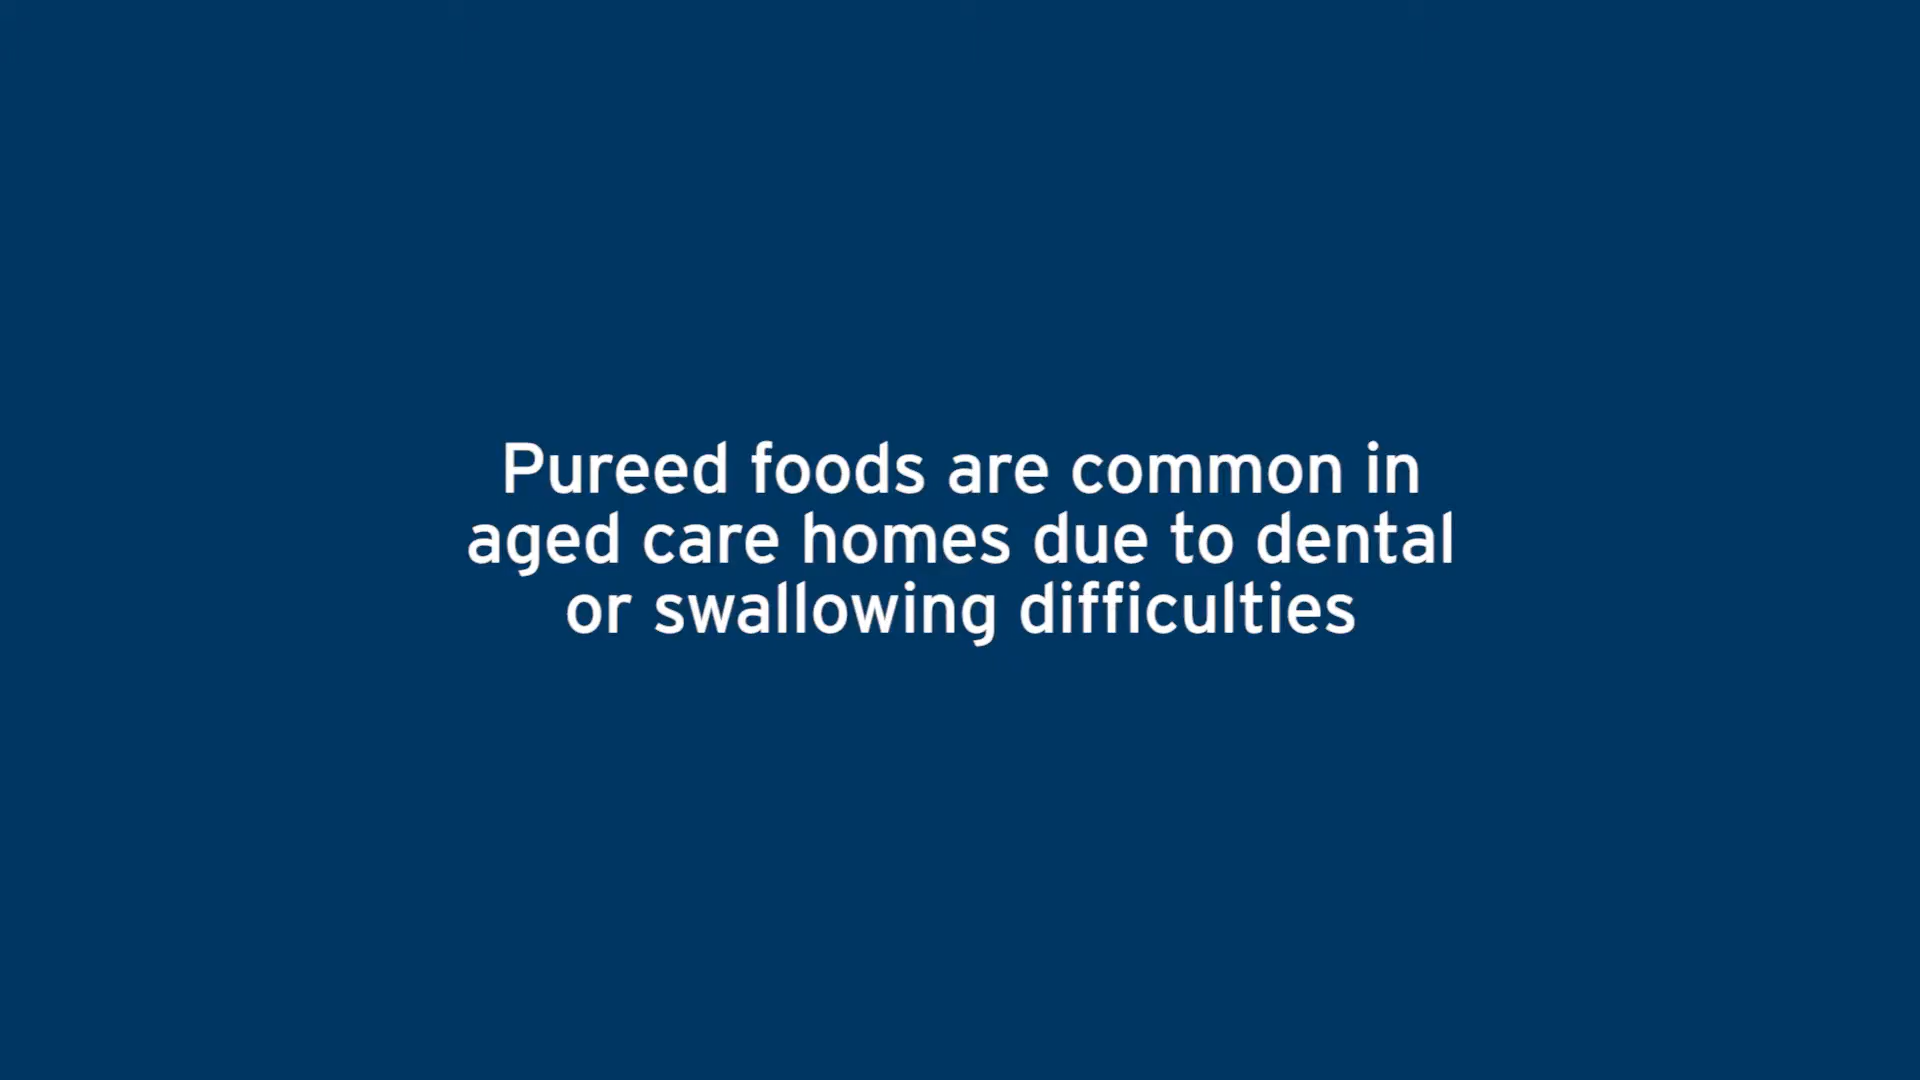 Pureed foods are common in
aged care homes due to dental
or swallowing difficulties